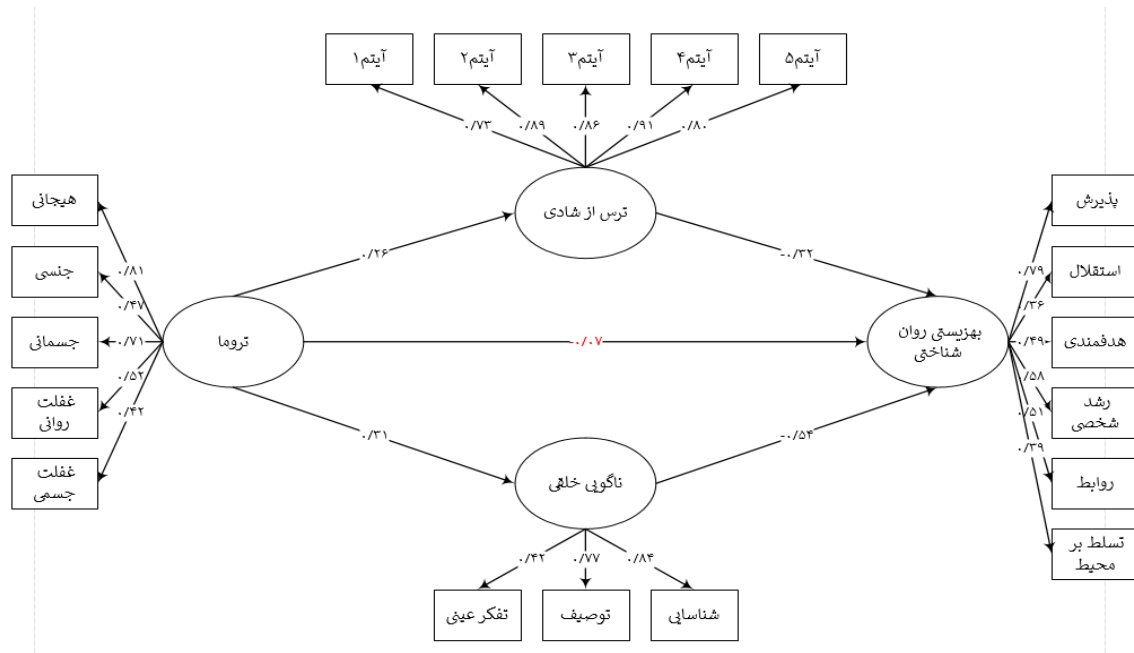 آیتم۱
آیتم۲
آیتم۳
آیتم۴
آیتم۵
۰/۷۳
۰/۸۹
۰/۸۶
۰/۹۱
۰/۸۰
ترس از شادی
هیجانی
جنسی
جسمانی
غفلت
روانی
غفلت
جسمی
۰/۸۱
۰/۴۷
۰/۷۱
۰/۵۲
۰/۴۲
تروما
۰/۲۶
-۰/۳۲
-۰/۰۷
۰/۳۱
-۰/۵۴
بهزیستی روان
شناختی
۰/۷۹
۰/۳۶
۰/۴۹
۰/۵۸
۰/۵۱
۰/۳۹
پذیرش
استقلال
هدفمندی
رشد
شخصی
روابط
تسلط بر
محیط
ناگویی خلقی
۰/۴۲
۰/۷۷
۰/۸۴
تفکر عینی
توصیف
شناسایی